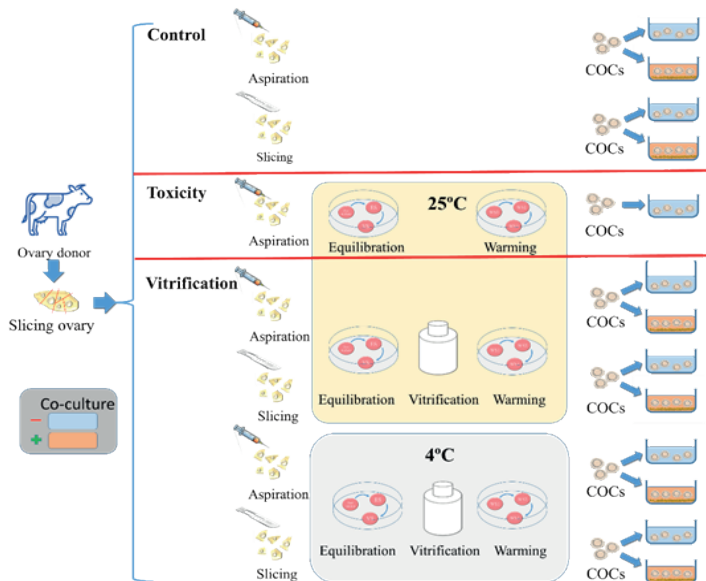 Control
Aspiration
COCs
Slicing
COCs
Toxicity
25ºC
Aspiration
Equilibration
Warming
COCs
Ovary donor
Vitrification
Slicing ovary
Aspiration
COCs
Slicing
Equilibration
Vitrification
Warming
COCs
Co-culture
−
+
4ºC
Aspiration
COCs
Slicing
Equilibration
Vitrification
Warming
COCs